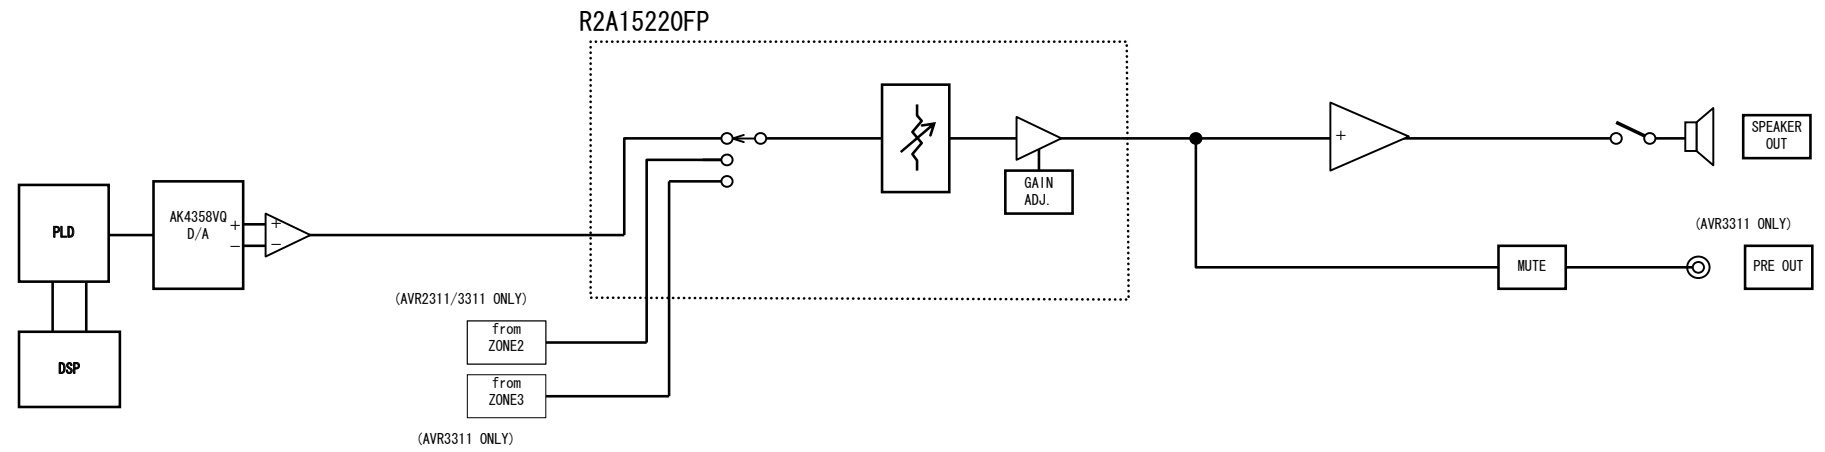 R2A15220FP
SPEAKER
OUT
GAIN
ADJ.
+
PLD
AK4358VQ
D/A
+
−
+
−
(AVR3311 ONLY)
MUTE
PRE OUT
(AVR2311/3311 ONLY)
from
ZONE2
DSP
from
ZONE3
(AVR3311 ONLY)